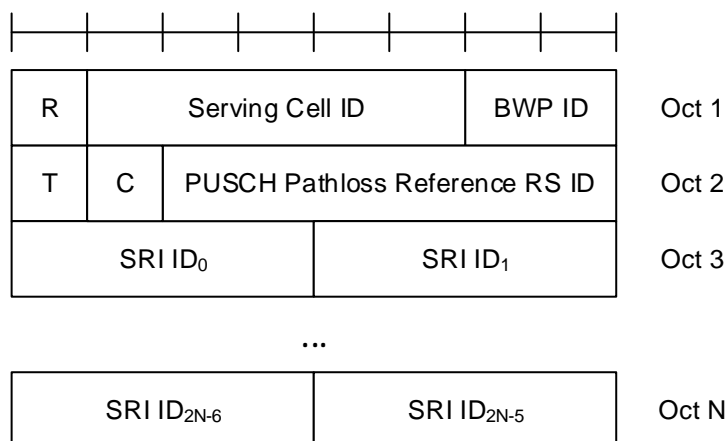 R Serving Cell ID BWP ID Oct 1
T C PUSCH Pathloss Reference RS ID Oct 2
SRI ID₀ SRI ID₁ Oct 3
...
SRI ID₂N-₆ SRI ID₂N-₅ Oct N